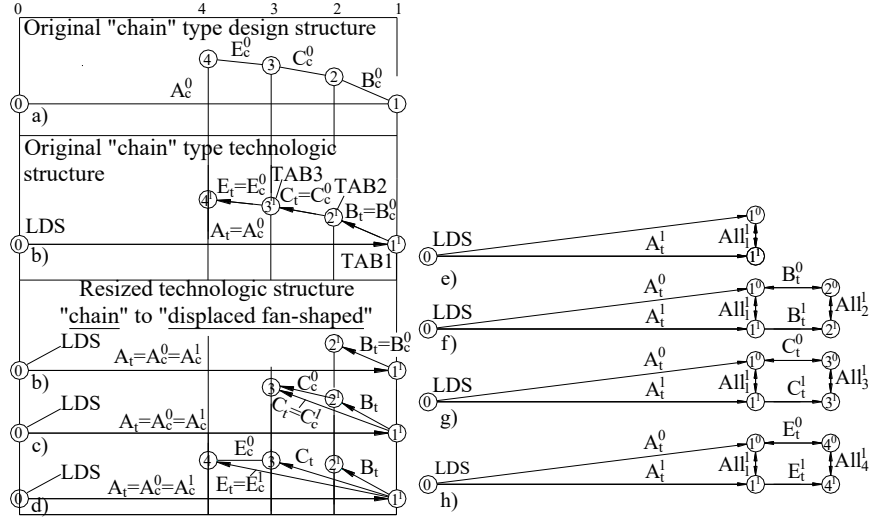 0 4 3 2 1
Original "chain" type design structure
E_c^0
4 3 C_c^0
2 B_c^0
A_c^0
0 1
a)
Original "chain" type technologic
structure
TAB3
E_t=E_c^0 C_t=C_c^0 TAB2
4^1 3^1 2^1 B_t=B_c^0
LDS A_t=A_c^0
0 1^1
b) TAB1
Resized technologic structure
"chain" to "displaced fan-shaped"
LDS 2^1 B_t=B_c^0
A_t=A_c^0=A_c^1
0 1^1
b)
LDS 3 C_c^0 2^1 B_t
A_t=A_c^0=A_c^1 C_t=C_c^1
0 1^1
c)
LDS 4 E_c^0 3 C_t 2^1 B_t
A_t=A_c^0=A_c^1 E_t=E_c^1
0 1^1
d)
1^0
LDS A_t^1 All_1^1
0 1^1
e)
A_t^0 1^0 B_t^0 2^0
LDS A_t^1 All_1^1 B_t^1 All_2^1
0 1^1 2^1
f)
A_t^0 1^0 C_t^0 3^0
LDS A_t^1 All_1^1 C_t^1 All_3^1
0 1^1 3^1
g)
A_t^0 1^0 E_t^0 4^0
LDS A_t^1 All_1^1 E_t^1 All_4^1
0 1^1 4^1
h)